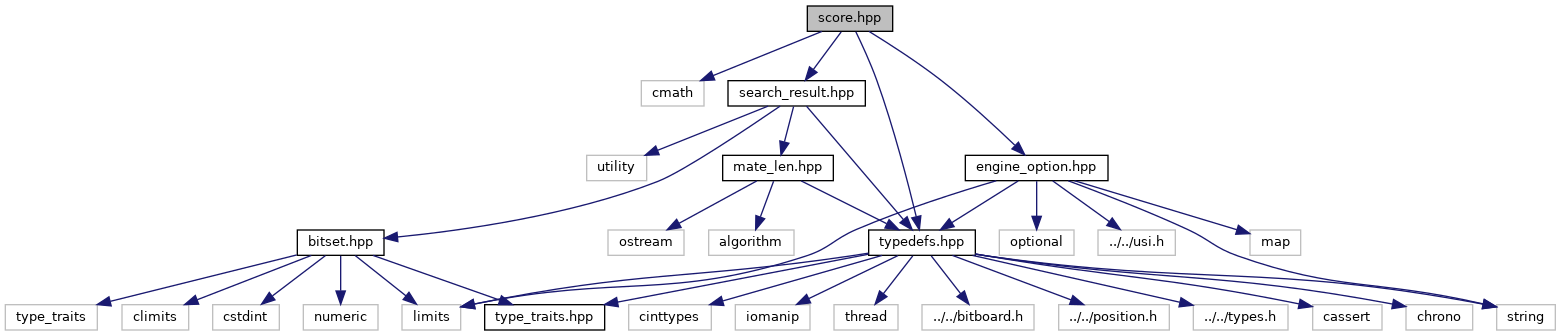 score.hpp
cmath
search_result.hpp
utility
mate_len.hpp
engine_option.hpp
bitset.hpp
ostream
algorithm
typedefs.hpp
optional
../../usi.h
map
type_traits
climits
cstdint
numeric
limits
type_traits.hpp
cinttypes
iomanip
thread
../../bitboard.h
../../position.h
../../types.h
cassert
chrono
string